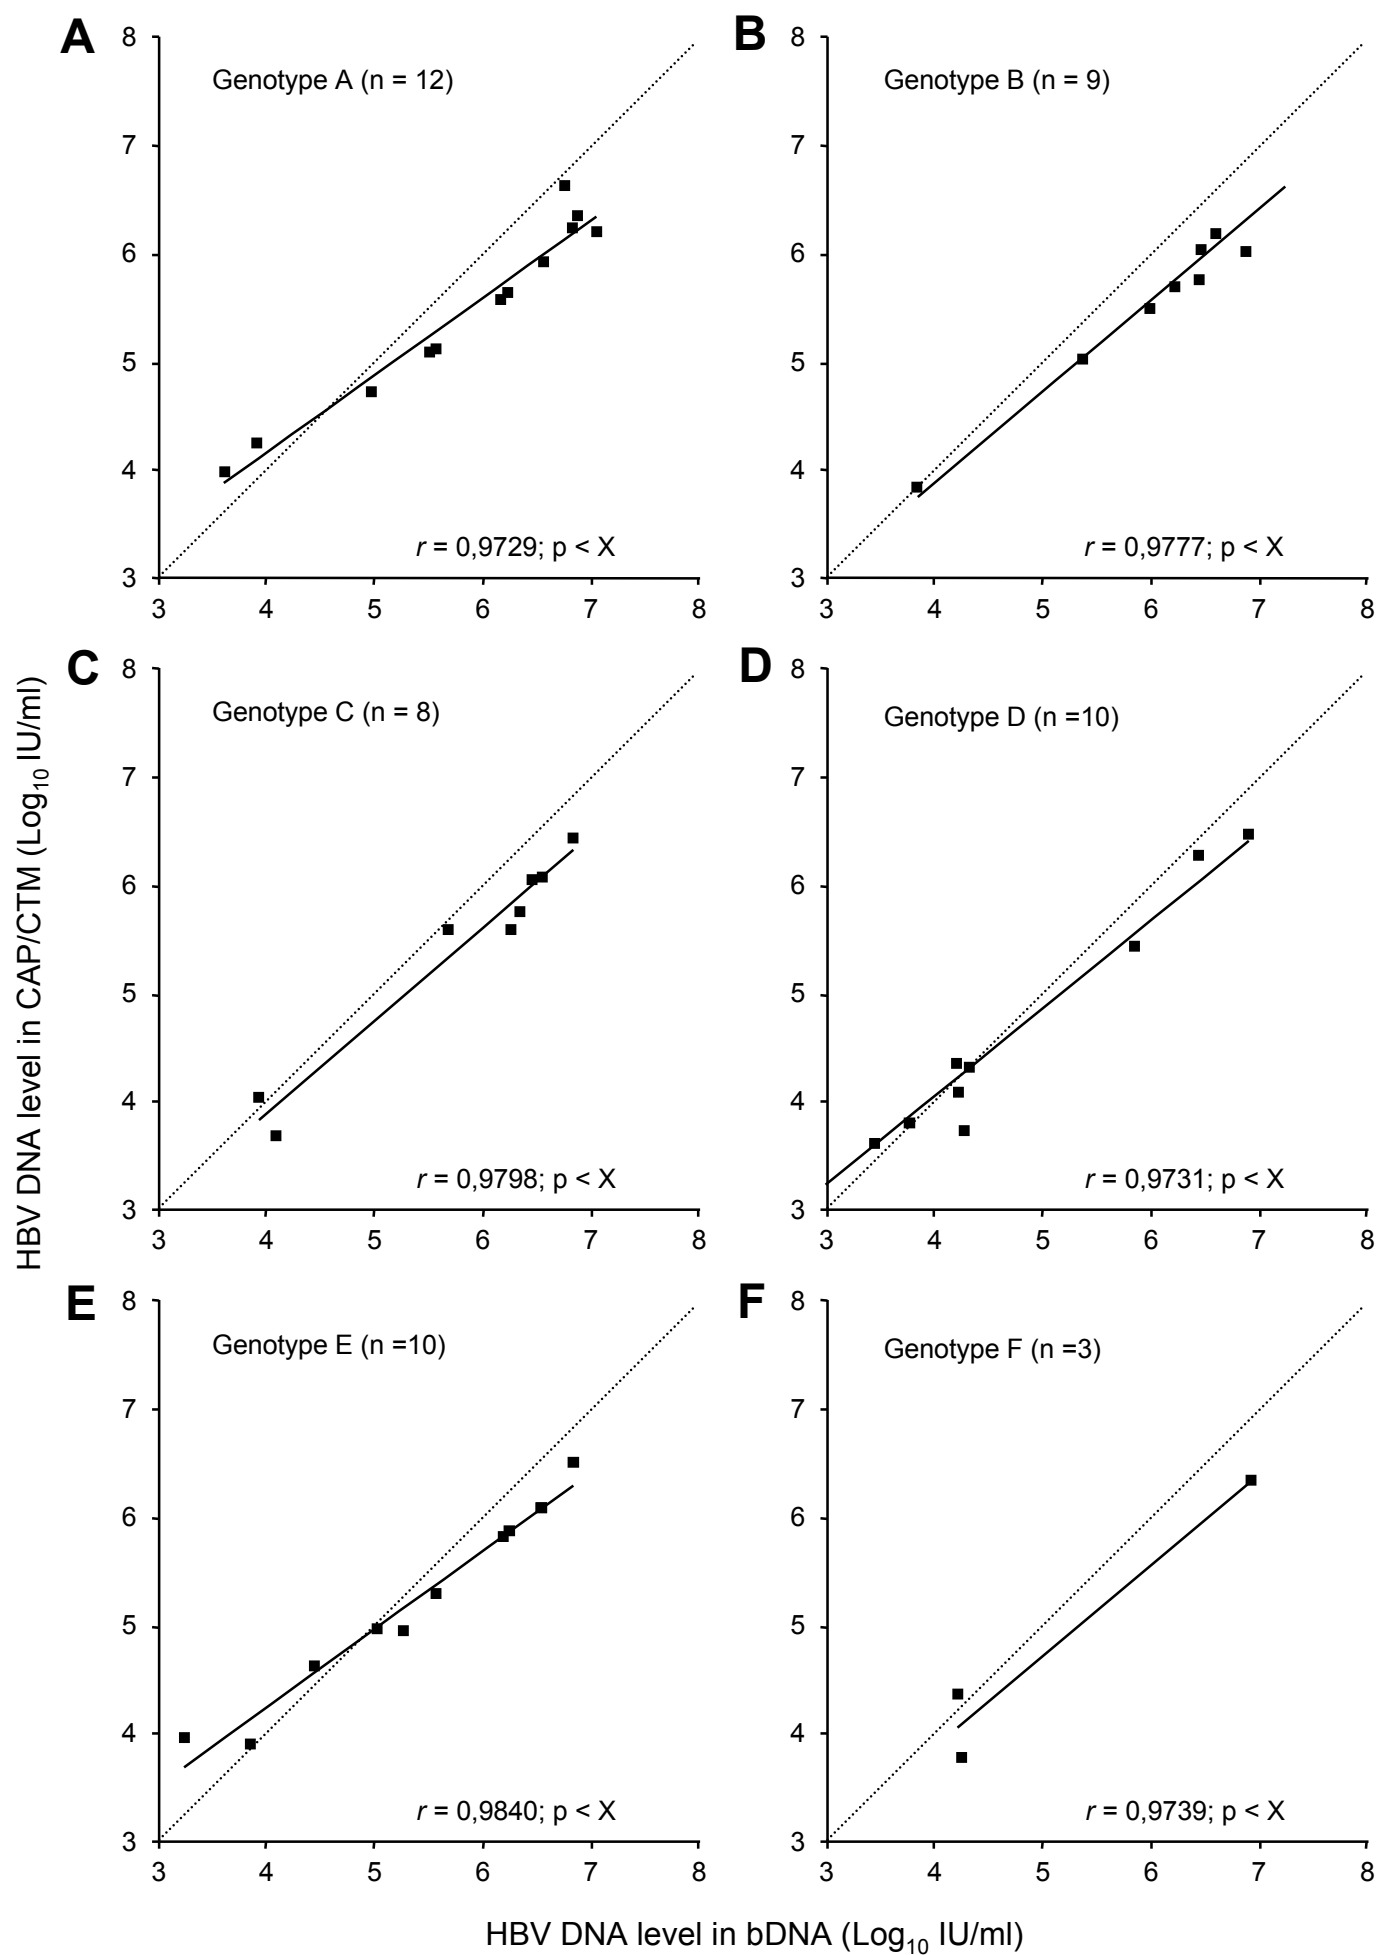 A
Genotype A (n = 12)
8
7
6
5
4
3
r = 0,9729; p < X
3 4 5 6 7 8
B
Genotype B (n = 9)
8
7
6
5
4
3
r = 0,9777; p < X
3 4 5 6 7 8
C
Genotype C (n = 8)
8
7
6
5
4
3
r = 0,9798; p < X
3 4 5 6 7 8
D
Genotype D (n =10)
8
7
6
5
4
3
r = 0,9731; p < X
3 4 5 6 7 8
E
Genotype E (n =10)
8
7
6
5
4
3
r = 0,9840; p < X
3 4 5 6 7 8
F
Genotype F (n =3)
8
7
6
5
4
3
r = 0,9739; p < X
3 4 5 6 7 8
HBV DNA level in CAP/CTM (Log10 IU/ml)
HBV DNA level in bDNA (Log10 IU/ml)